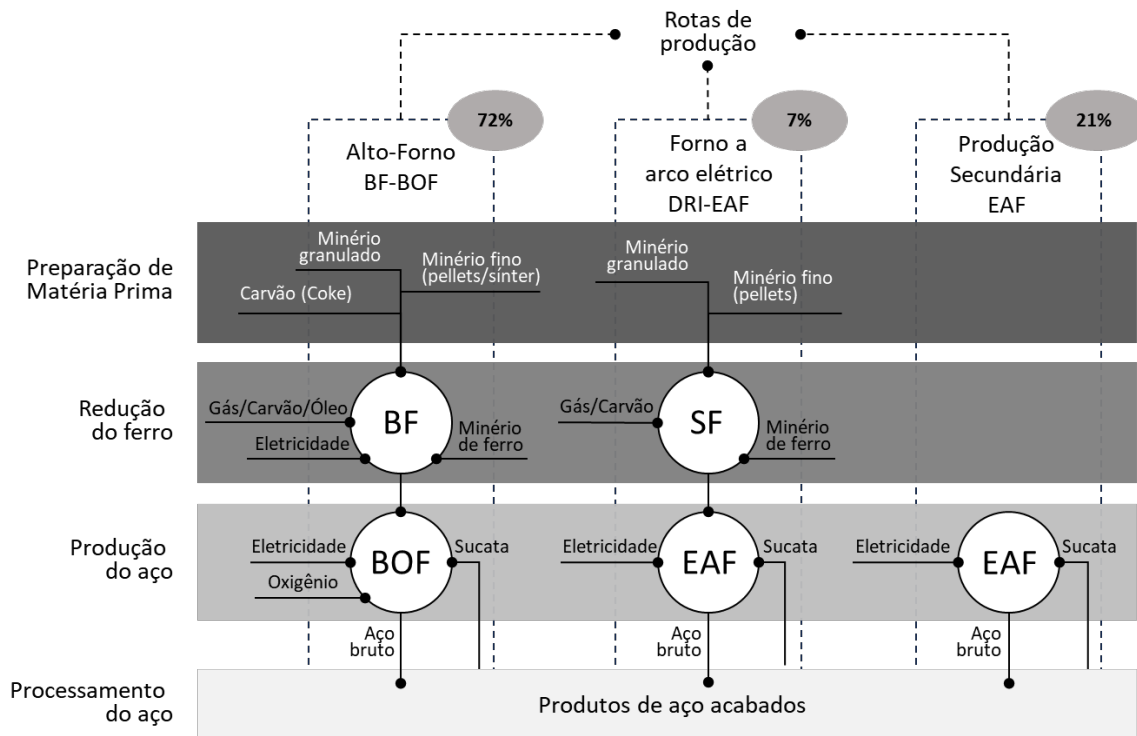 Rotas de
produção
72%
7%
21%
Alto-Forno
BF-BOF
Forno a
arco elétrico
DRI-EAF
Produção
Secundária
EAF
Preparação de
Matéria Prima
Minério
granulado
Minério fino
(pellets/sínter)
Carvão (Coke)
Minério
granulado
Minério fino
(pellets)
Redução
do ferro
Gás/Carvão/Óleo
Eletricidade
BF
Minério
de ferro
Gás/Carvão
SF
Minério
de ferro
Produção
do aço
Eletricidade
Oxigênio
BOF
Sucata
Eletricidade
EAF
Sucata
Eletricidade
EAF
Sucata
Aço
bruto
Aço
bruto
Aço
bruto
Processamento
do aço
Produtos de aço acabados